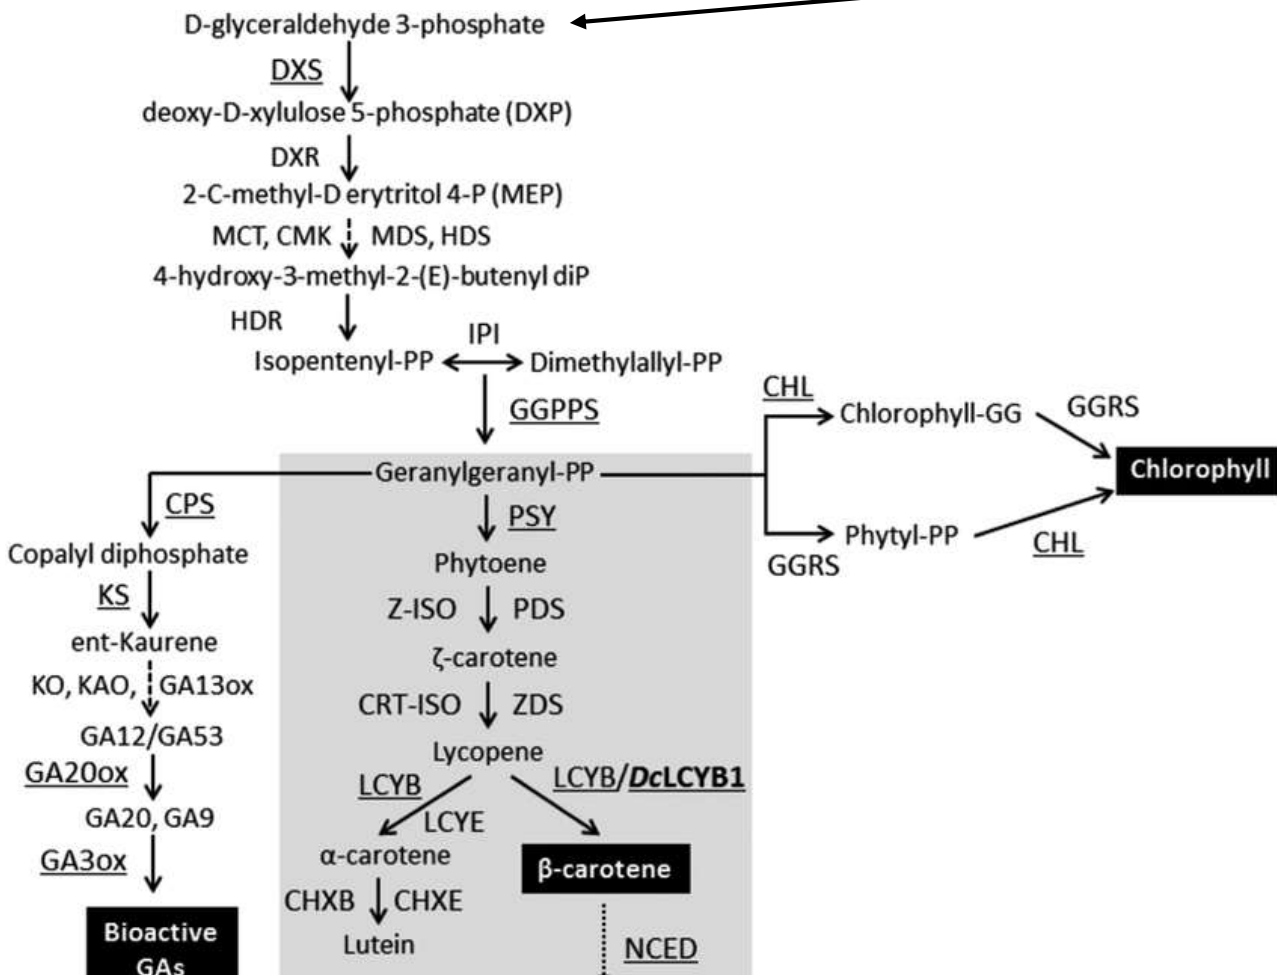 D-glyceraldehyde 3-phosphate
DXS
deoxy-D-xylulose 5-phosphate (DXP)
DXR
2-C-methyl-D erytritol 4-P (MEP)
MCT, CMK MDS, HDS
4-hydroxy-3-methyl-2-(E)-butenyl diP
HDR
IPI
Isopentenyl-PP Dimethylallyl-PP
GGPPS
CHL
Chlorophyll-GG
GGRS
Chlorophyll
Geranylgeranyl-PP
CPS
PSY
Phytyl-PP
CHL
GGRS
Copalyl diphosphate
Phytoene
KS
Z-ISO PDS
ent-Kaurene
ζ-carotene
KO, KAO, GA13ox
CRT-ISO ZDS
GA12/GA53
Lycopene
GA20ox
LCYB
LCYB/DcLCYB1
LCYE
GA20, GA9
GA3ox
α-carotene
β-carotene
CHXB CHXE
Lutein
NCED
Bioactive
GAs